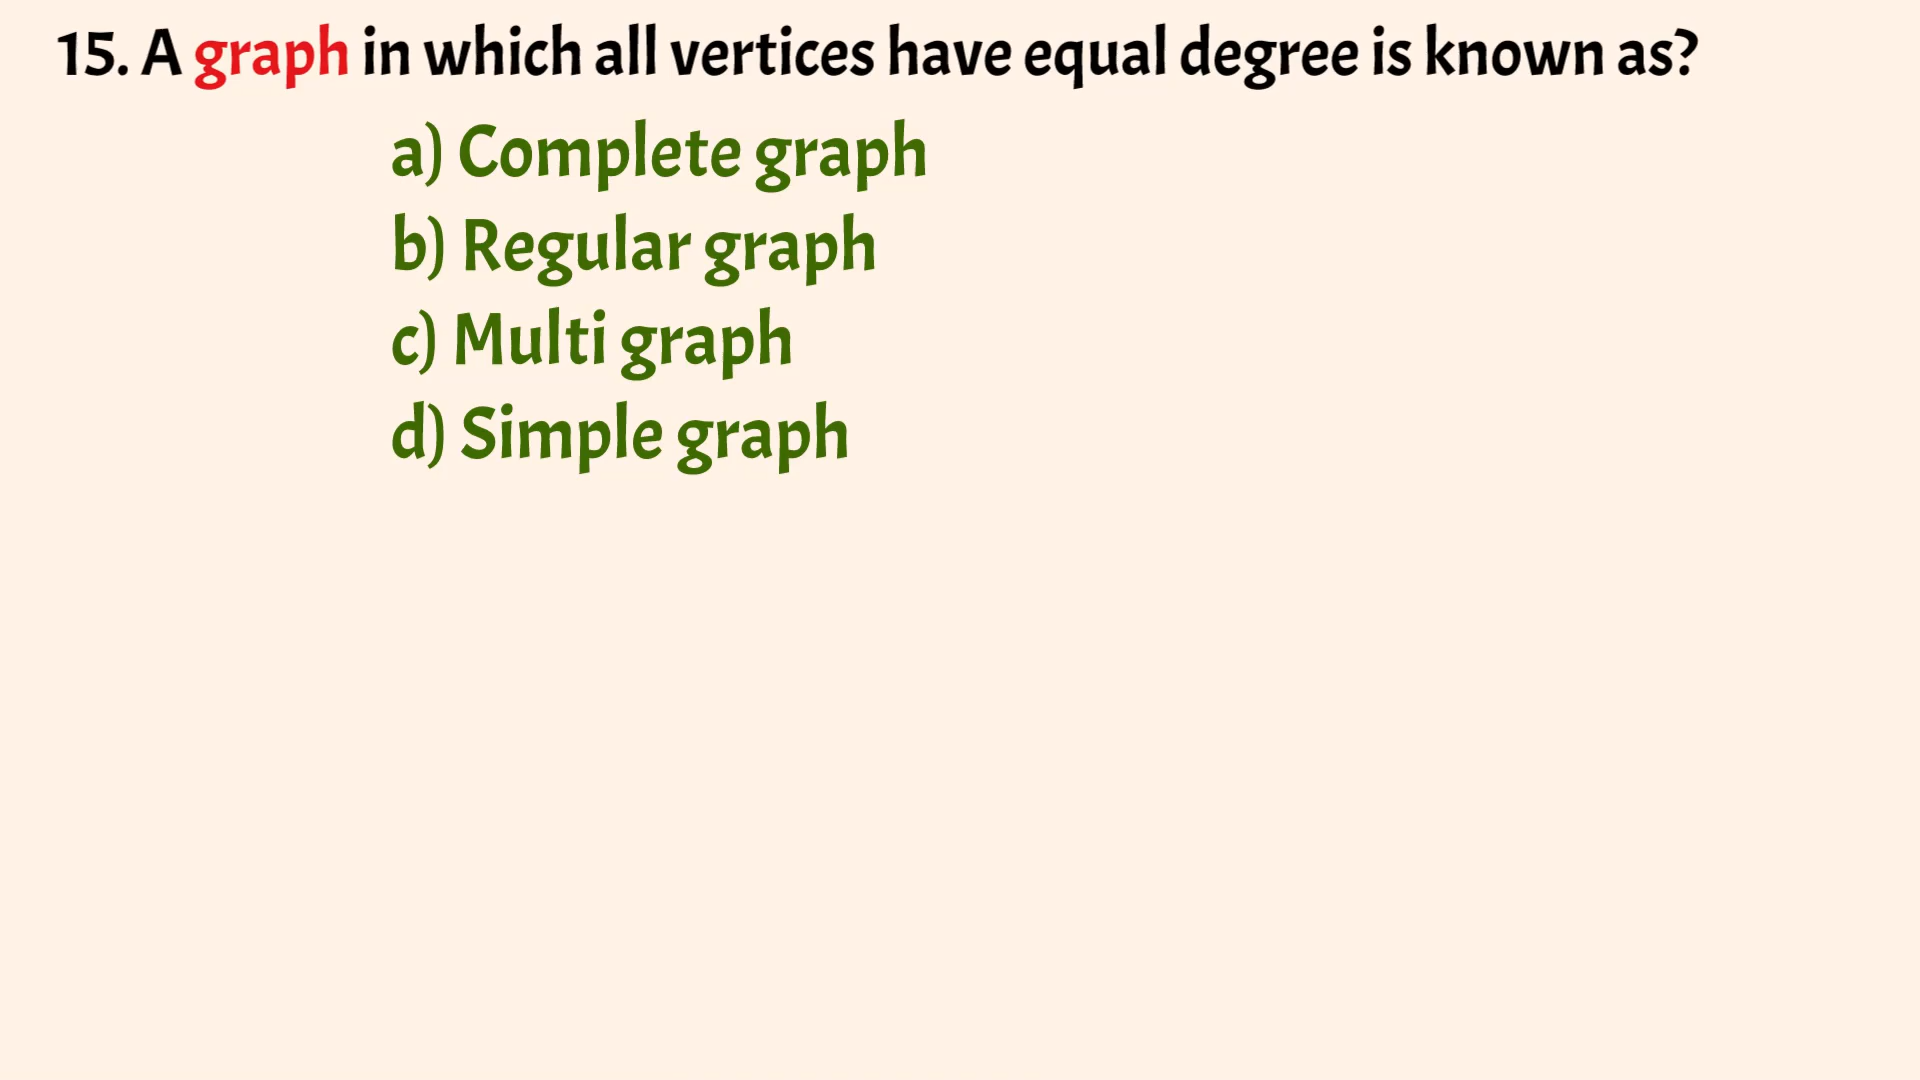 15. A graph in which all vertices have equal degree is known as?
a) Complete graph
b) Regular graph
c) Multi graph
d) Simple graph